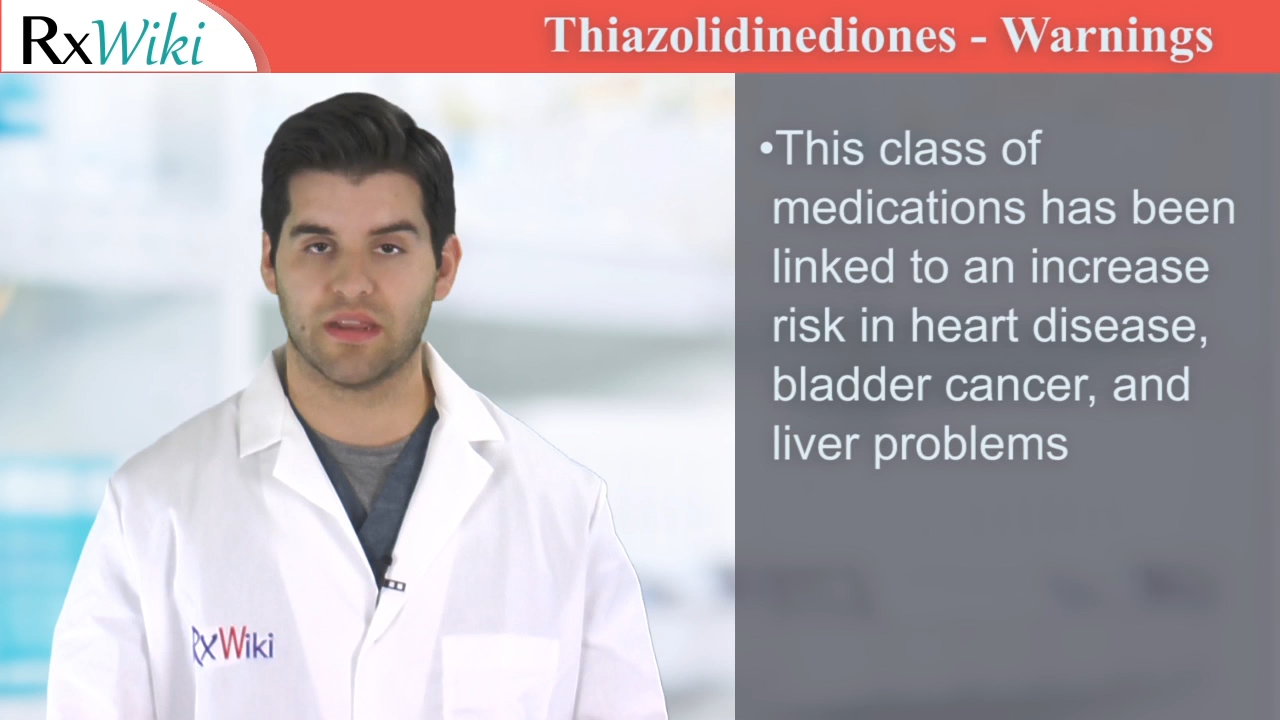 RxWiki
Thiazolidinediones - Warnings
•This class of
medications has been
linked to an increase
risk in heart disease,
bladder cancer, and
liver problems
RxWiki